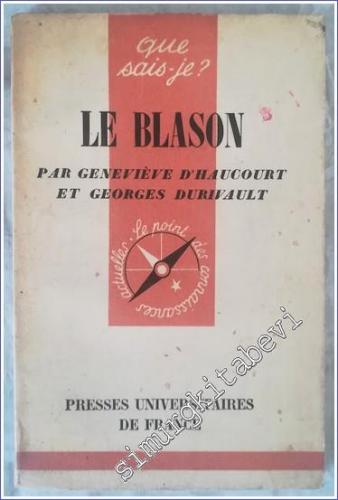 que
sais-je?
LE BLASON
PAR GENEVIÈVE D'HAUCOURT
ET GEORGES DURIVAULT
Le point des connaissances actuelles
PRESSES UNIVERSITAIRES
DE FRANCE
simurgkitabevi